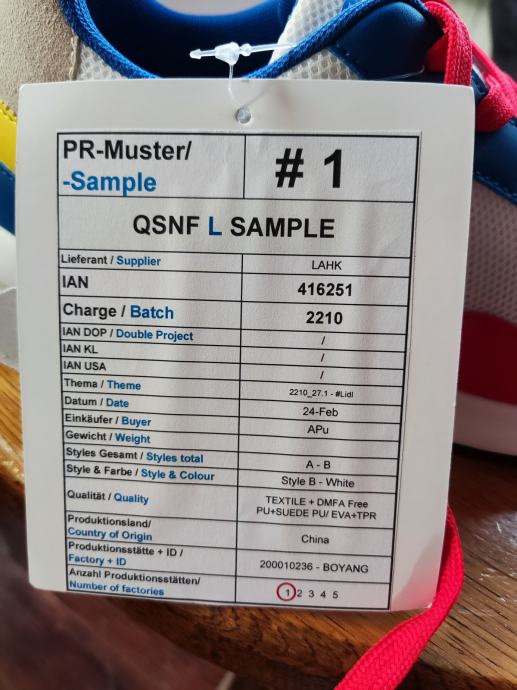 PR-Muster/ # 1
-Sample
QSNF L SAMPLE
Lieferant / Supplier LAHK
IAN 416251
Charge / Batch 2210
IAN DOP / Double Project /
IAN KL /
IAN USA /
Thema / Theme 2210_27.1 - #Lidl
Datum / Date 24-Feb
Einkäufer / Buyer APu
Gewicht / Weight
Styles Gesamt / Styles total A - B
Style & Farbe / Style & Colour Style B - White
Qualität / Quality TEXTILE + DMFA Free
PU+SUEDE PU/ EVA+TPR
Produktionsland/
Country of Origin China
Produktionsstätte + ID /
Factory + ID 200010236 - BOYANG
Anzahl Produktionsstätten/
Number of factories 1 2 3 4 5